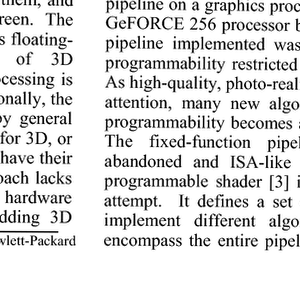 them, and
reen. The
s floating-
of 3D
ocessing is
onally, the
by general
for 3D, or
have their
oach lacks
hardware
dding 3D
wlett-Packard
pipeline on a graphics proc
GeFORCE 256 processor b
pipeline implemented was
programmability restricted
As high-quality, photo-real
attention, many new algo
programmability becomes a
The fixed-function pipel
abandoned and ISA-like
programmable shader [3] i
attempt. It defines a set
implement different algo
encompass the entire pipel